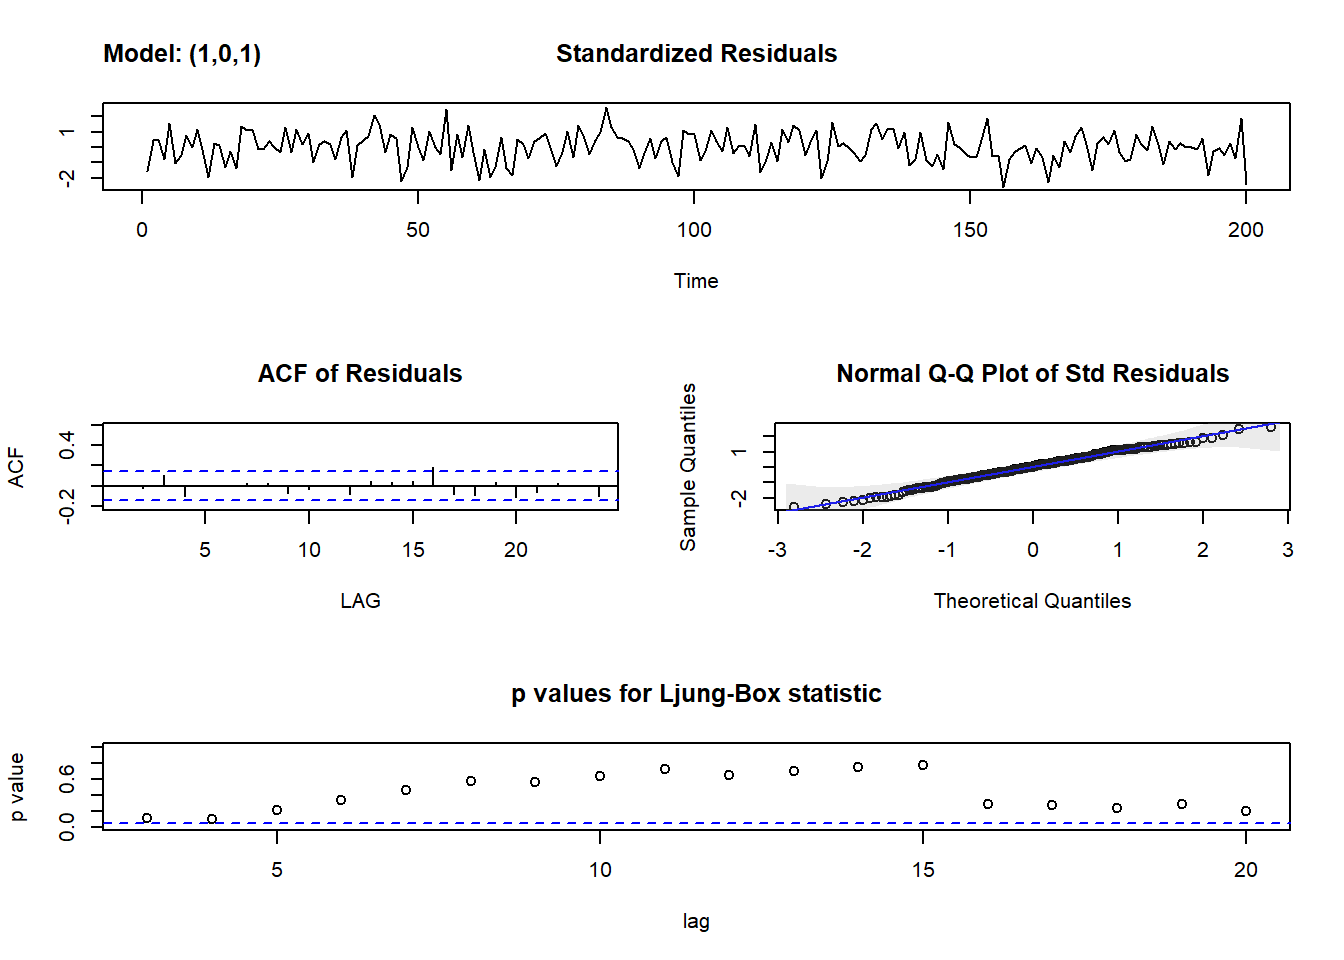 Model: (1,0,1) Standardized Residuals
1
-2
0 50 100 150 200
Time
ACF of Residuals
ACF
0.4
-0.2
5 10 15 20
LAG
Normal Q-Q Plot of Std Residuals
Sample Quantiles
1
-2
-3 -2 -1 0 1 2 3
Theoretical Quantiles
p values for Ljung-Box statistic
p value
0.6
0.0
5 10 15 20
lag